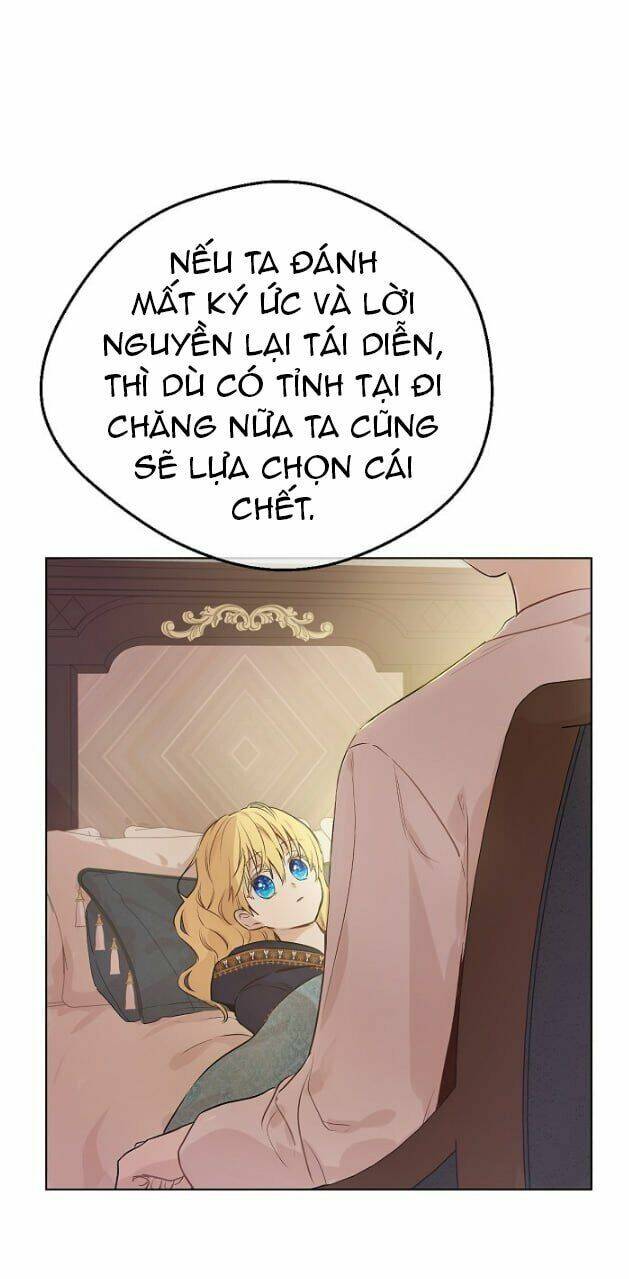 NẾU TA ĐÁNH
MẤT KÝ ỨC VÀ LỜI
NGUYỀN LẠI TÁI DIỄN,
THÌ DÙ CÓ TỈNH TẠI ĐI
CHĂNG NỮA TA CŨNG
SẼ LỰA CHỌN CÁI
CHẾT.